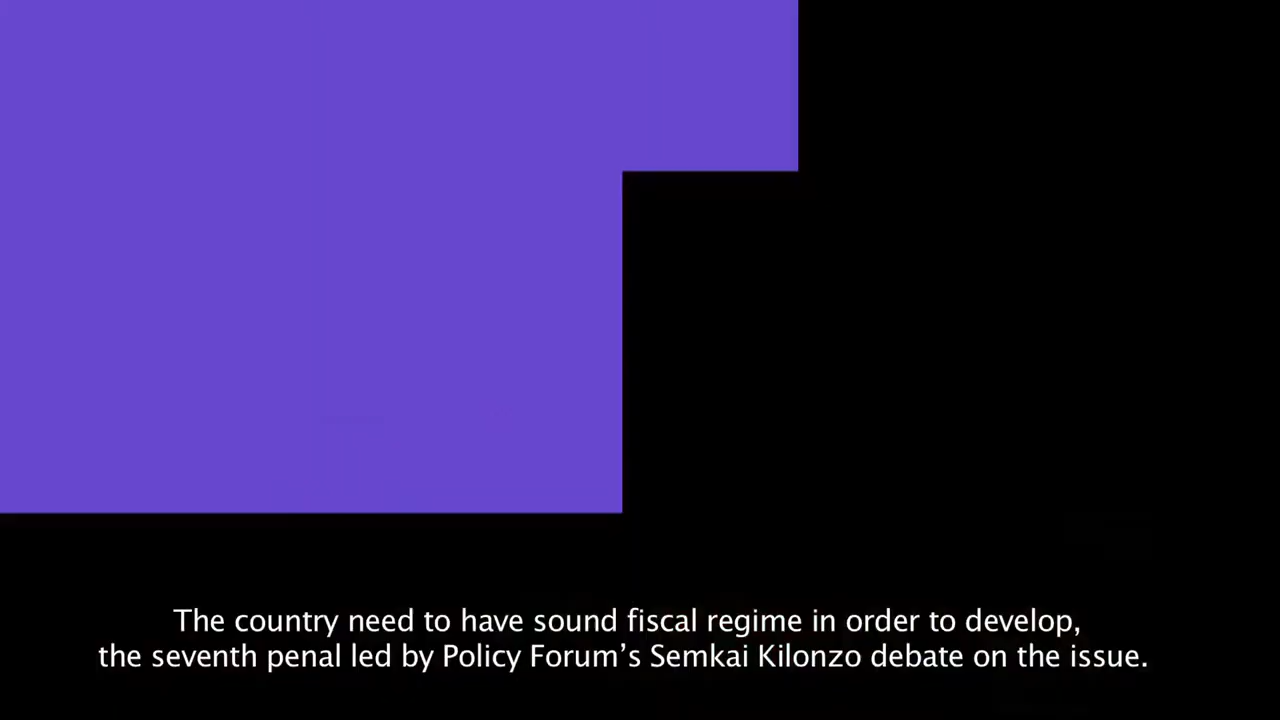 The country need to have sound fiscal regime in order to develop,
the seventh penal led by Policy Forum’s Semkai Kilonzo debate on the issue.